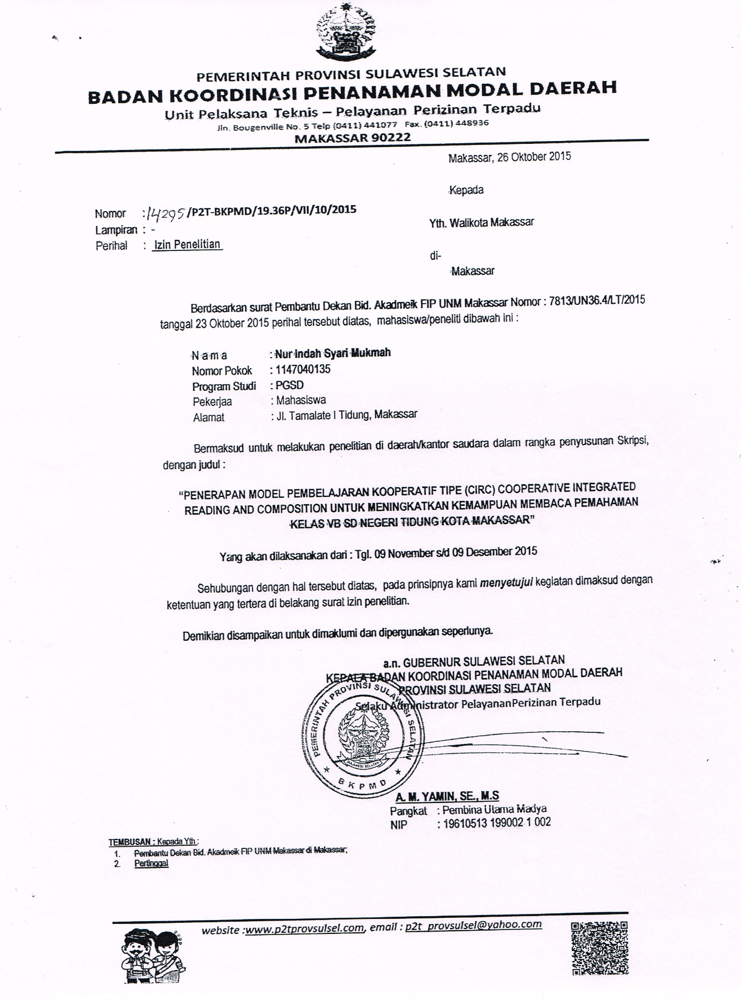 PEMERINTAH PROVINSI SULAWESI SELATAN
BADAN KOORDINASI PENANAMAN MODAL DAERAH
Unit Pelaksana Teknis – Pelayanan Perizinan Terpadu
Jln. Bougenville No. 5 Telp (0411) 441077 Fax. (0411) 448936
MAKASSAR 90222
Makassar, 26 Oktober 2015
Kepada
Nomor : 14295/P2T-BKPMD/19.36P/VII/10/2015
Lampiran : -
Perihal : Izin Penelitian
Yth. Walikota Makassar
di-
Makassar
Berdasarkan surat Pembantu Dekan Bid. Akadmeik FIP UNM Makassar Nomor : 7813/UN36.4/LT/2015
tanggal 23 Oktober 2015 perihal tersebut diatas, mahasiswa/peneliti dibawah ini :
N a m a : Nur Indah Syari Mukmah
Nomor Pokok : 1147040135
Program Studi : PGSD
Pekerjaa : Mahasiswa
Alamat : Jl. Tamalate I Tidung, Makassar
Bermaksud untuk melakukan penelitian di daerah/kantor saudara dalam rangka penyusunan Skripsi,
dengan judul :
“PENERAPAN MODEL PEMBELAJARAN KOOPERATIF TIPE (CIRC) COOPERATIVE INTEGRATED
READING AND COMPOSITION UNTUK MENINGKATKAN KEMAMPUAN MEMBACA PEMAHAMAN
KELAS VB SD NEGERI TIDUNG KOTA MAKASSAR”
Yang akan dilaksanakan dari : Tgl. 09 November s/d 09 Desember 2015
Sehubungan dengan hal tersebut diatas, pada prinsipnya kami menyetujui kegiatan dimaksud dengan
ketentuan yang tertera di belakang surat izin penelitian.
Demikian disampaikan untuk dimaklumi dan dipergunakan seperlunya.
a.n. GUBERNUR SULAWESI SELATAN
KEPALA BADAN KOORDINASI PENANAMAN MODAL DAERAH
PROVINSI SULAWESI SELATAN
Selaku Administrator Pelayanan Perizinan Terpadu
PEMERINTAH PROVINSI SULAWESI SELATAN
SULAWESI SELATAN
BKPMD
A. M. YAMIN, SE., M.S
Pangkat : Pembina Utama Madya
NIP : 19610513 199002 1 002
TEMBUSAN : Kepada Yth :
1. Pembantu Dekan Bid. Akadmeik FIP UNM Makassar di Makassar;
2. Pertinggal
website :www.p2tprovsulsel.com, email : p2t_provsulsel@yahoo.com